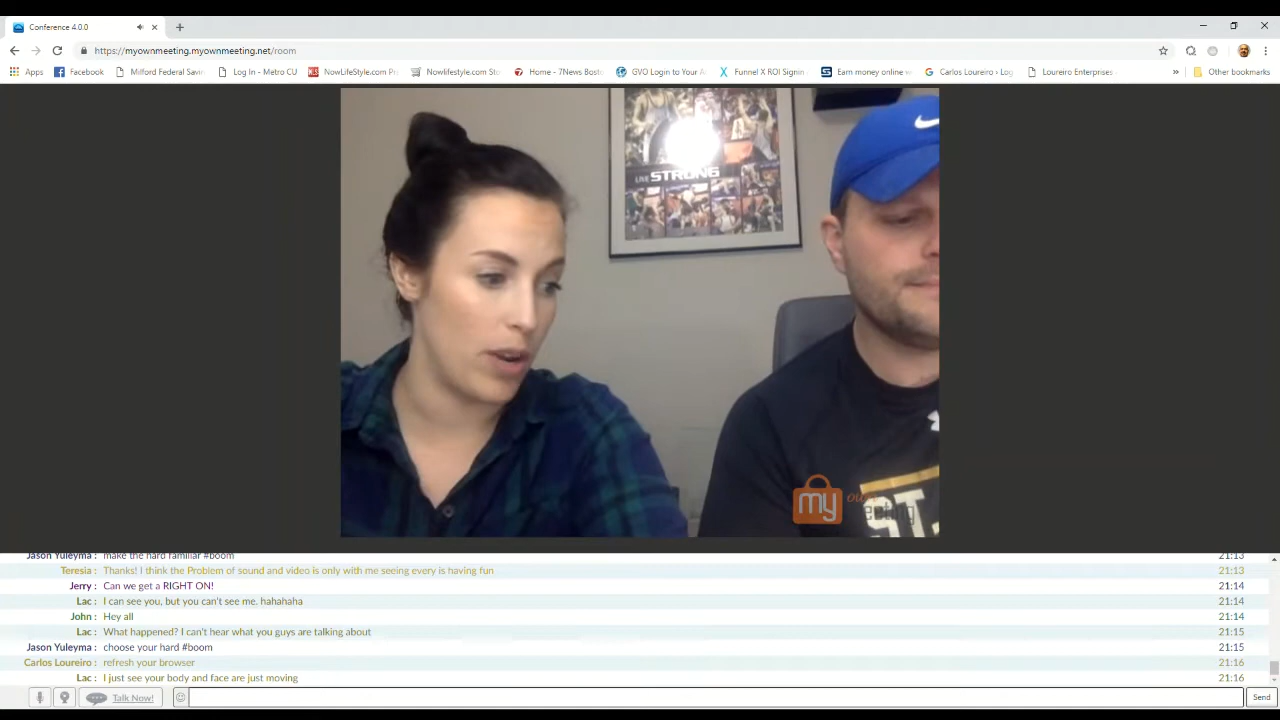 Conference 4.0.0
https://myownmeeting.myownmeeting.net/room
Apps Facebook Milford Federal Savi Log In - Metro CU NowLifeStyle.com Pr Nowlifestyle.com Sto Home - 7News Bosto GVO Login to Your A Funnel X ROI Signin Earn money online w Carlos Loureiro › Log Loureiro Enterprises » Other bookmarks
LIVESTRONG
ST
my
our
meeting
Jason Yuleyma : make the hard familiar #boom 21:13
Teresia : Thanks! I think the Problem of sound and video is only with me seeing every is having fun 21:13
Jerry : Can we get a RIGHT ON! 21:14
Lac : I can see you, but you can't see me. hahahaha 21:14
John : Hey all 21:14
Lac : What happened? I can't hear what you guys are talking about 21:15
Jason Yuleyma : choose your hard #boom 21:15
Carlos Loureiro : refresh your browser 21:16
Lac : I just see your body and face are just moving 21:16
Talk Now! Send